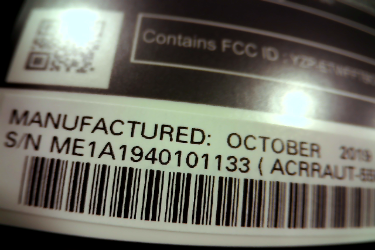 Contains FCC ID :
MANUFACTURED: OCTOBER 2019
S/N ME1A1940101133 ( ACRRAUT-